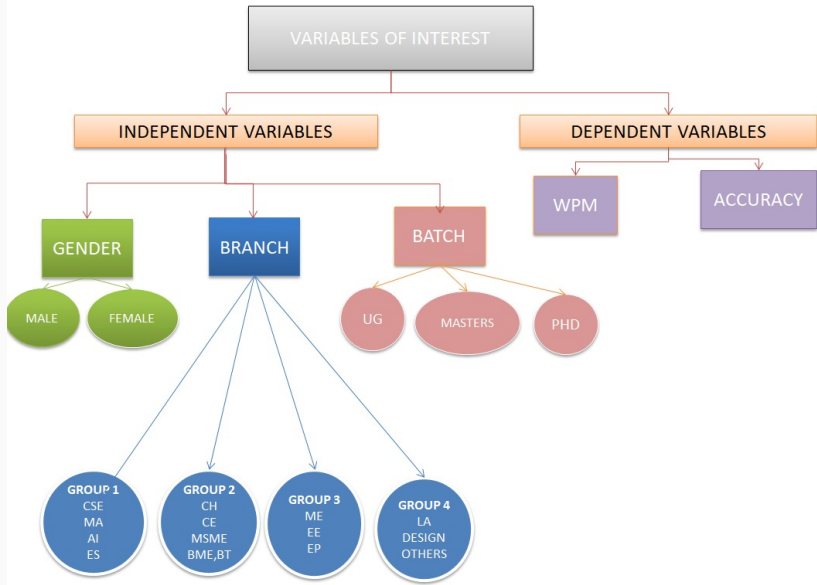 VARIABLES OF INTEREST
INDEPENDENT VARIABLES
DEPENDENT VARIABLES
GENDER
BRANCH
BATCH
WPM
ACCURACY
MALE
FEMALE
UG
MASTERS
PHD
GROUP 1
CSE
MA
AI
ES
GROUP 2
CH
CE
MSME
BME,BT
GROUP 3
ME
EE
EP
GROUP 4
LA
DESIGN
OTHERS